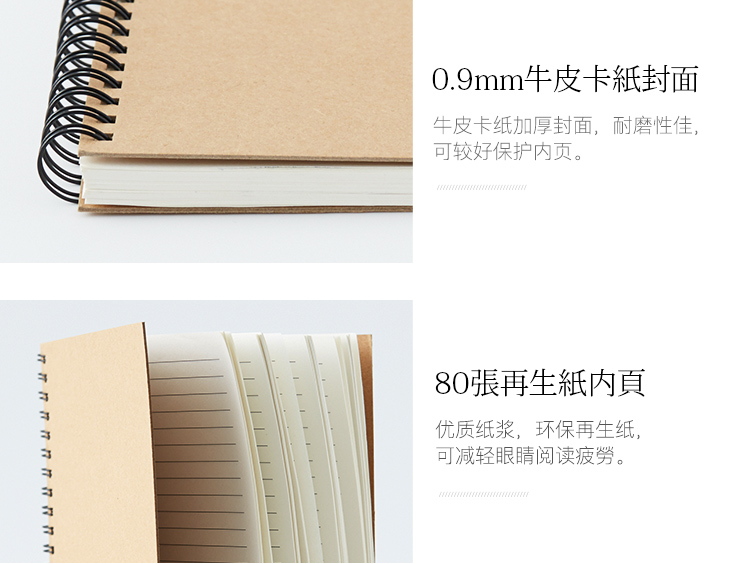 0.9mm牛皮卡紙封面
牛皮卡纸加厚封面，耐磨性佳，
可较好保护内页。
80張再生紙内頁
优质纸浆，环保再生纸，
可减轻眼睛阅读疲勞。